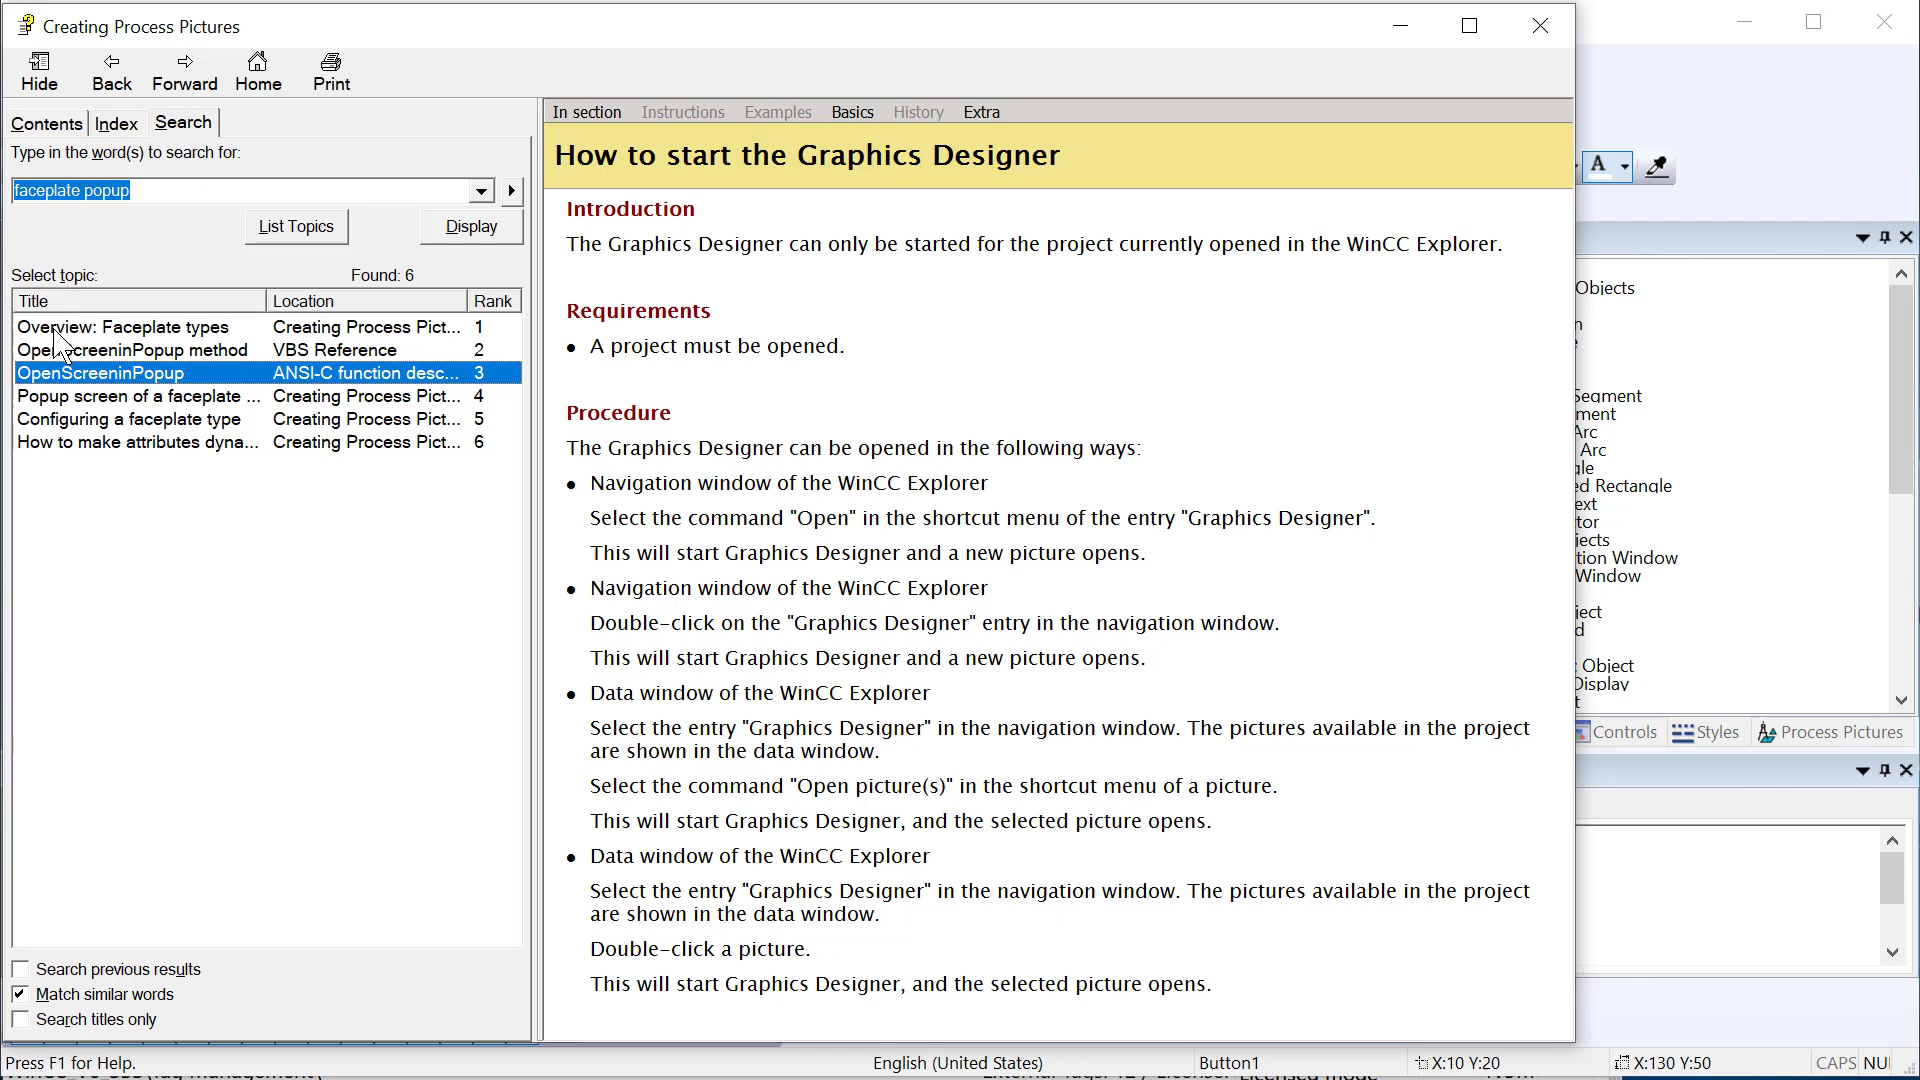 Creating Process Pictures
Hide Back Forward Home Print
Contents Index Search
Type in the word(s) to search for:
faceplate popup
List Topics Display
Select topic: Found: 6
Title Location Rank
Overview: Faceplate types Creating Process Pict... 1
OpenScreeninPopup method VBS Reference 2
OpenScreeninPopup ANSI-C function desc... 3
Popup screen of a faceplate ... Creating Process Pict... 4
Configuring a faceplate type Creating Process Pict... 5
How to make attributes dyna... Creating Process Pict... 6
Search previous results
Match similar words
Search titles only
In section Instructions Examples Basics History Extra
How to start the Graphics Designer
Introduction
The Graphics Designer can only be started for the project currently opened in the WinCC Explorer.
Requirements
• A project must be opened.
Procedure
The Graphics Designer can be opened in the following ways:
• Navigation window of the WinCC Explorer
Select the command "Open" in the shortcut menu of the entry "Graphics Designer".
This will start Graphics Designer and a new picture opens.
• Navigation window of the WinCC Explorer
Double-click on the "Graphics Designer" entry in the navigation window.
This will start Graphics Designer and a new picture opens.
• Data window of the WinCC Explorer
Select the entry "Graphics Designer" in the navigation window. The pictures available in the project
are shown in the data window.
Select the command "Open picture(s)" in the shortcut menu of a picture.
This will start Graphics Designer, and the selected picture opens.
• Data window of the WinCC Explorer
Select the entry "Graphics Designer" in the navigation window. The pictures available in the project
are shown in the data window.
Double-click a picture.
This will start Graphics Designer, and the selected picture opens.
A
Objects
Segment
ment
Arc
Arc
gle
ed Rectangle
ext
tor
jects
tion Window
Window
ject
d
Object
Display
t
Controls Styles Process Pictures
Press F1 for Help. English (United States) Button1 X:10 Y:20 X:130 Y:50 CAPS NU